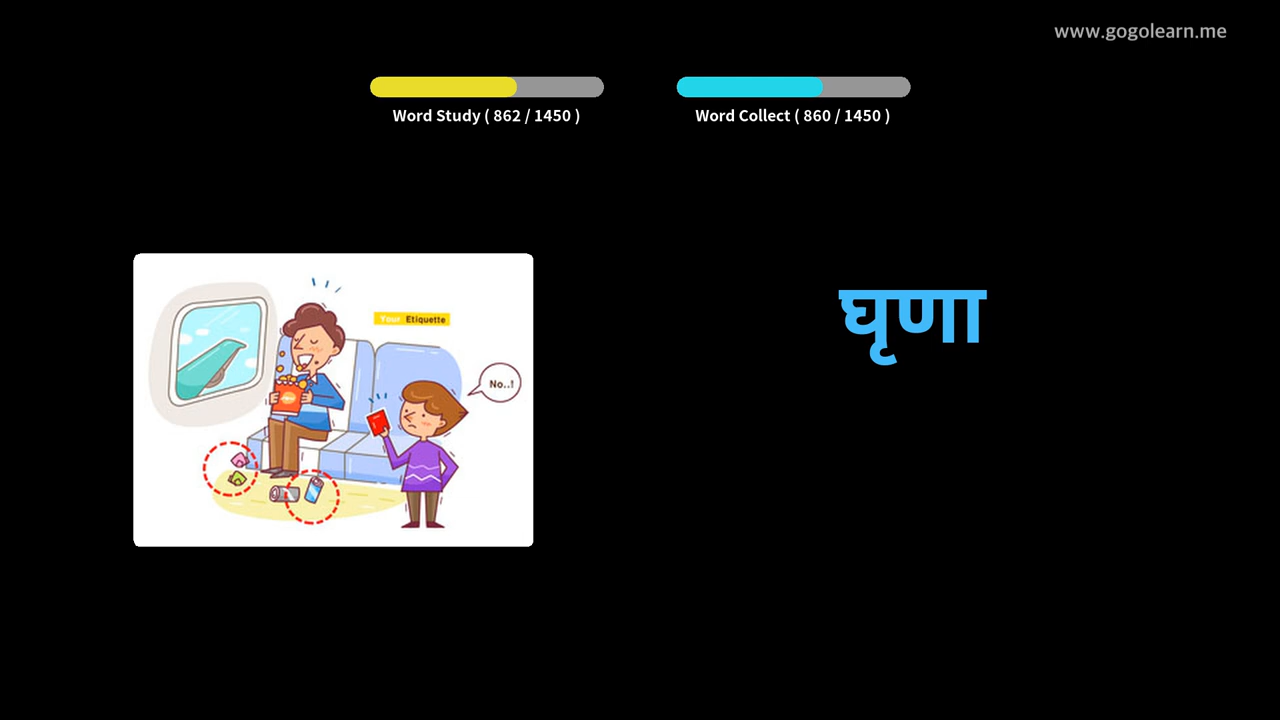 www.gogolearn.me
Word Study ( 862 / 1450 )
Word Collect ( 860 / 1450 )
Your Etiquette
No..!
घृणा